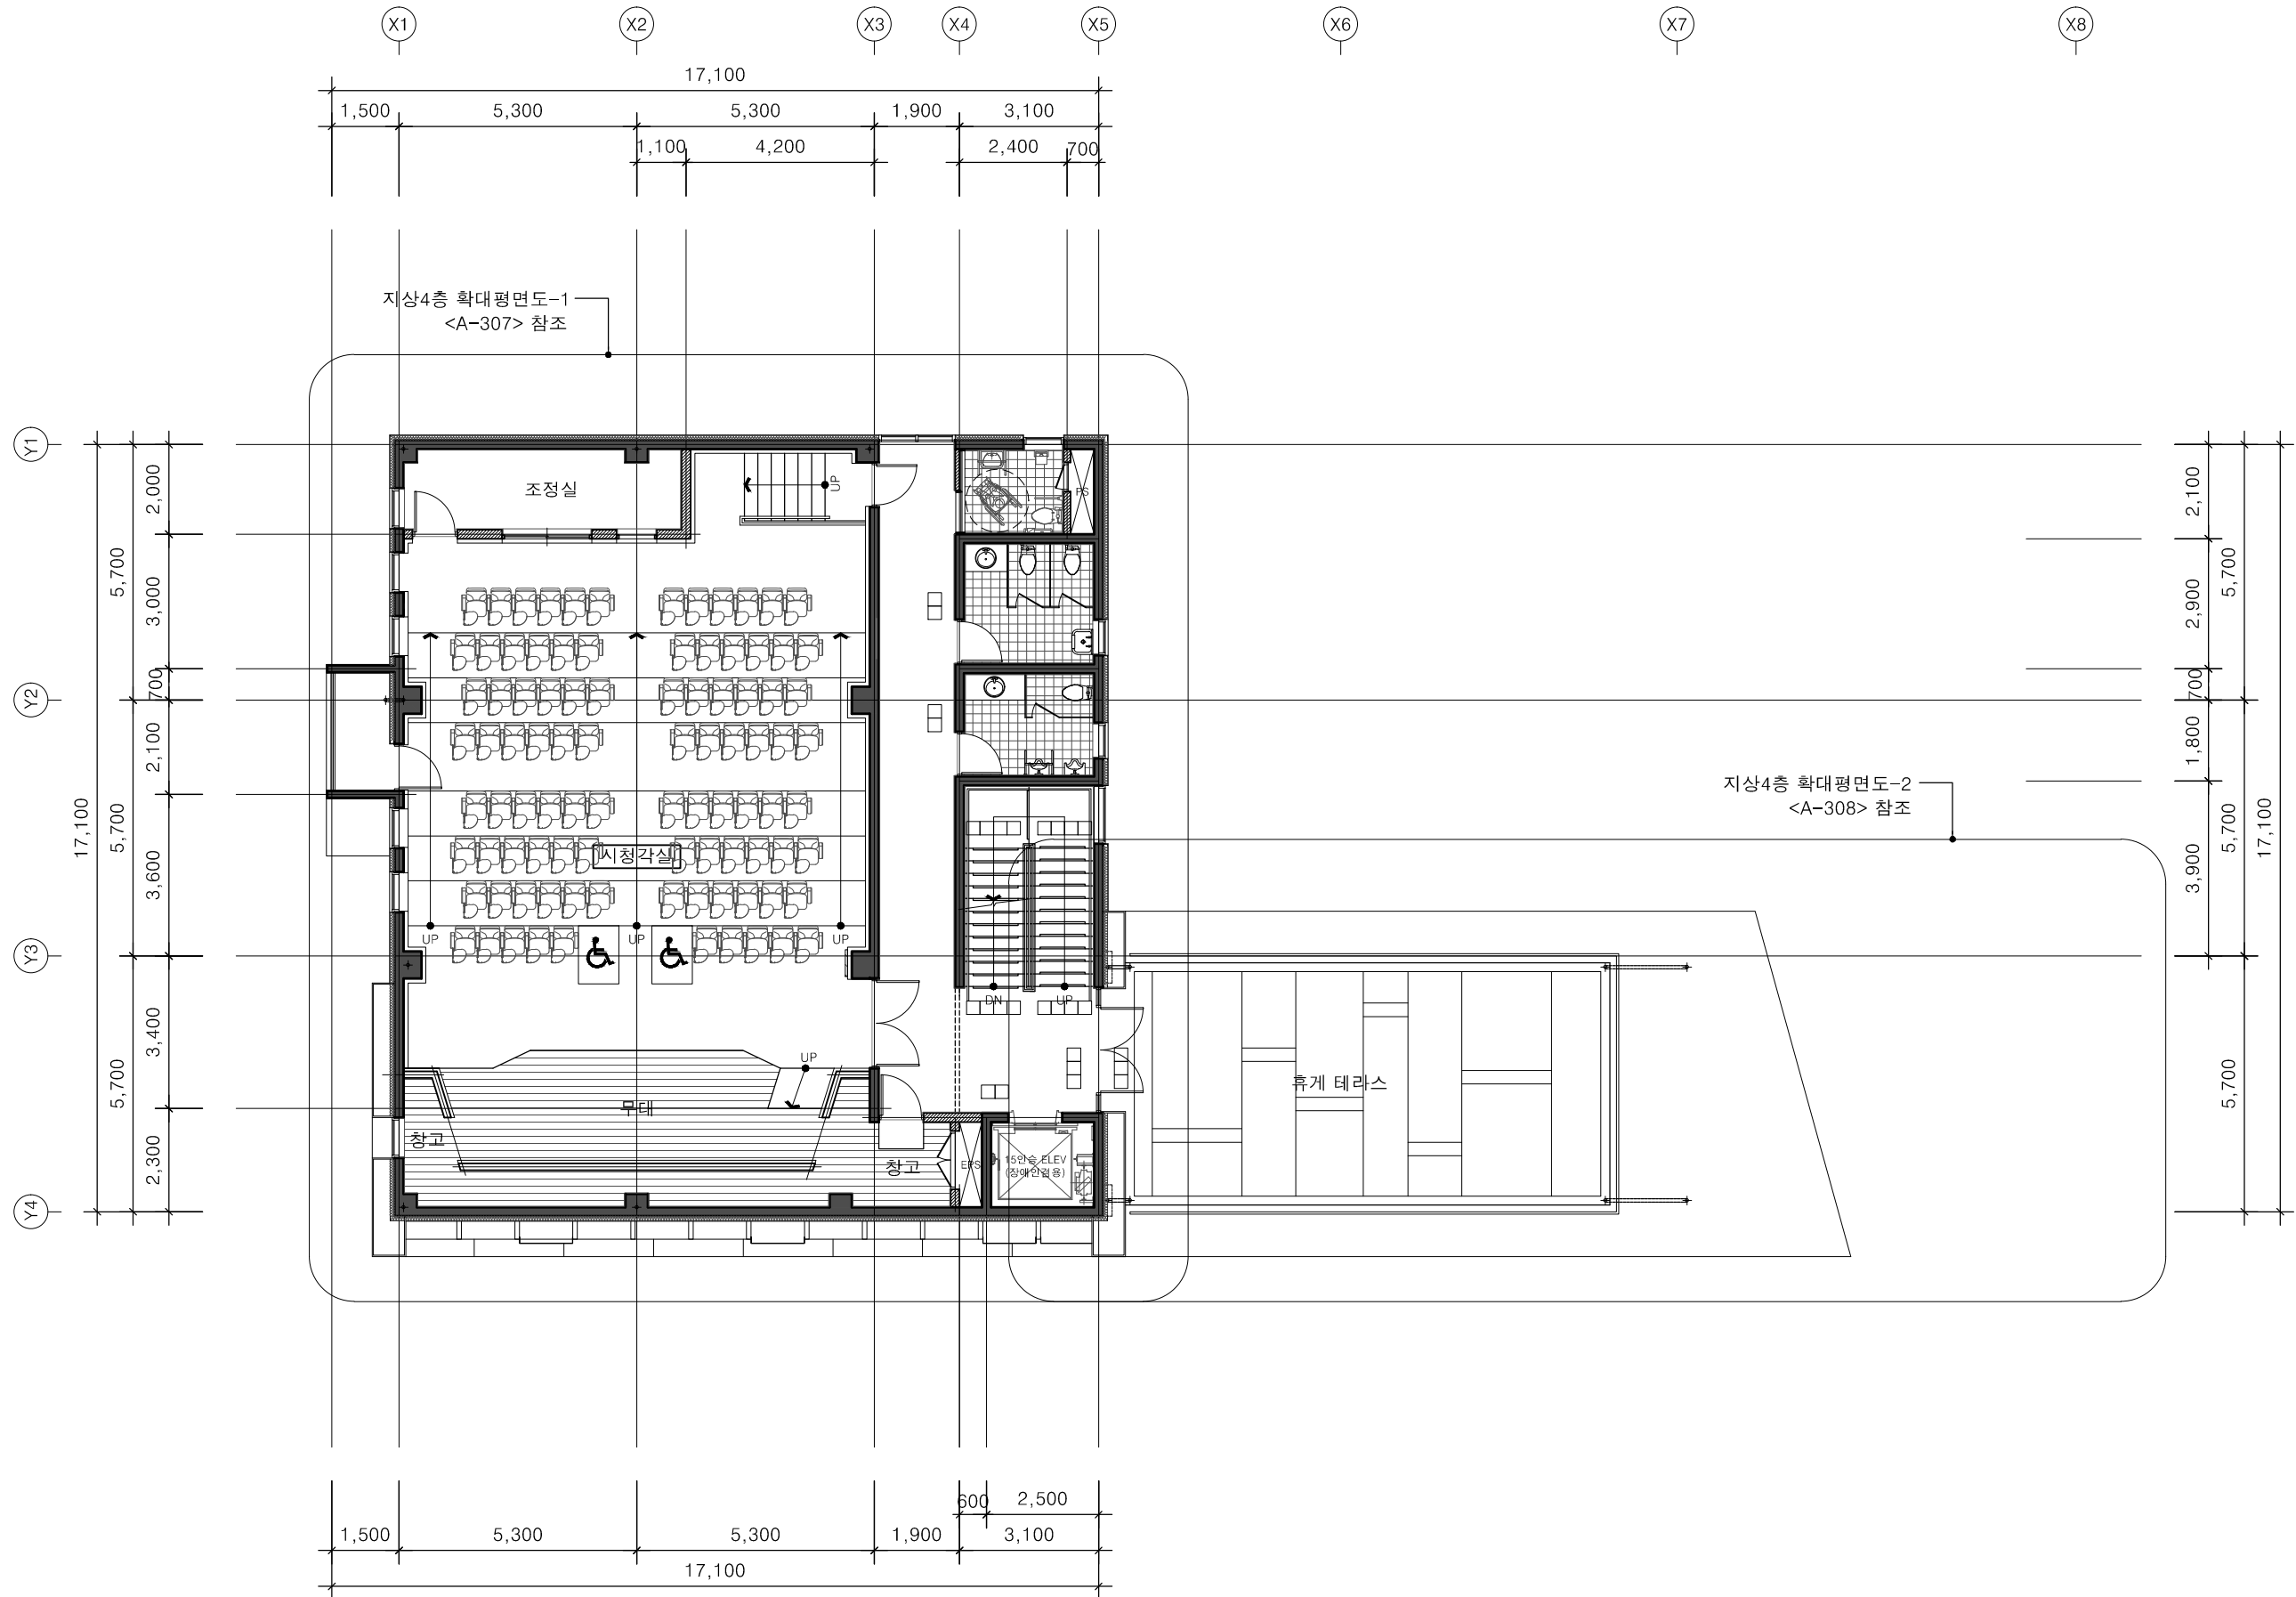 X1 X2 X3 X4 X5 X6 X7 X8
17,100
1,500 5,300 5,300 1,900 3,100
1,100 4,200 2,400 700
지상4층 확대평면도-1
<A-307> 참조
Y1
Y2
Y3
Y4
17,100
5,700
5,700
5,700
2,000
3,000
700
2,100
3,600
3,400
2,300
조정실
UP
PS
시청각실
UP UP UP
DN UP
UP
무대
창고
창고
EPS
15인승 ELEV
(장애인겸용)
휴게 테라스
지상4층 확대평면도-2
<A-308> 참조
2,100
2,900
700
1,800
3,900
5,700
5,700
5,700
17,100
600 2,500
1,500 5,300 5,300 1,900 3,100
17,100